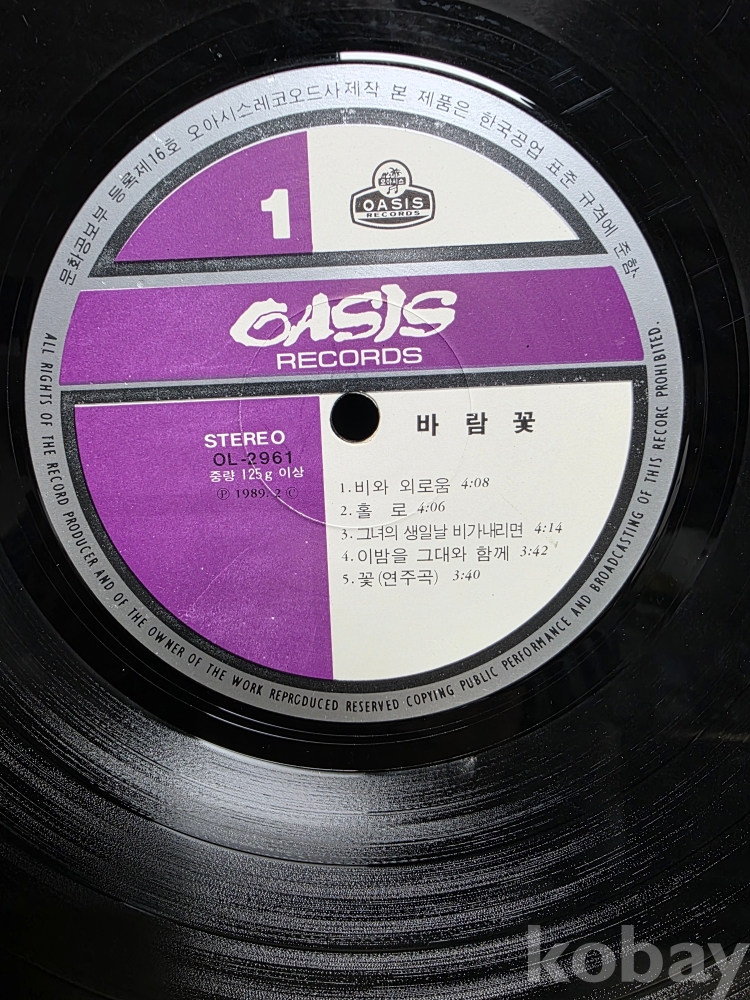 문화공보부 등록제16호 오아시스레코오드사제작 본 제품은 한국공업 표준 규격에 준함.
1
오아시스
OASIS
RECORDS
OASIS
RECORDS
STEREO
OL-2961
중량 125g 이상
Ⓟ 1989. 2 Ⓒ
바람꽃
1.비와 외로움 4:08
2.홀 로 4:06
3.그녀의 생일날 비가내리면 4:14
4.이밤을 그대와 함께 3:42
5.꽃(연주곡) 3:40
ALL RIGHTS OF THE RECORD PRODUCER AND OF THE OWNER OF THE WORK REPRODUCED RESERVED COPYING PUBLIC PERFORMANCE AND BROADCASTING OF THIS RECORC PROHIBITED.
kobay